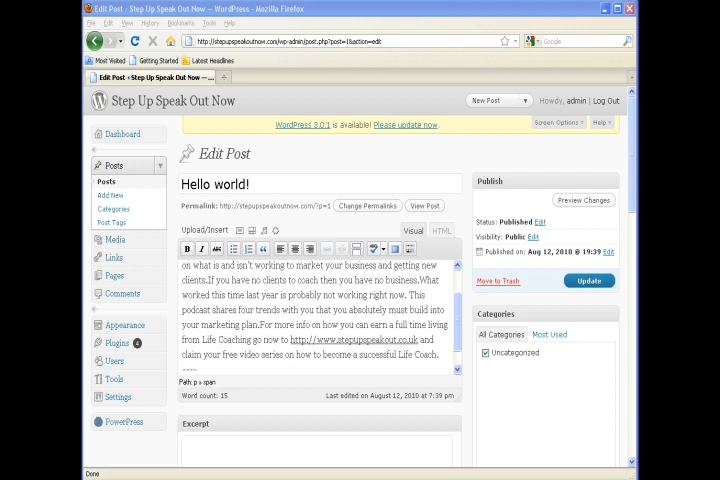 Edit Post ‹ Step Up Speak Out Now — WordPress - Mozilla Firefox
File Edit View History Bookmarks Tools Help
http://stepupspeakoutnow.com/wp-admin/post.php?post=1&action=edit
Google
Most Visited Getting Started Latest Headlines
Edit Post ‹ Step Up Speak Out Now — ...
Step Up Speak Out Now
New Post
Howdy, admin | Log Out
WordPress 3.0.1 is available! Please update now.
Screen Options
Help
Dashboard
Posts
Posts
Add New
Categories
Post Tags
Media
Links
Pages
Comments
Appearance
Plugins 4
Users
Tools
Settings
PowerPress
Edit Post
Hello world!
Permalink: http://stepupspeakoutnow.com/?p=1 Change Permalinks View Post
Upload/Insert
Visual HTML
B I ABC
on what is and isn't working to market your business and getting new
clients.If you have no clients to coach then you have no business.What
worked this time last year is probably not working right now. This
podcast shares four trends with you that you absolutely must build into
your marketing plan.For more info on how you can earn a full time living
from Life Coaching go now to http://www.stepupspeakout.co.uk and
claim your free video series on how to become a successful Life Coach.
----
Path: p » span
Word count: 15
Last edited on August 12, 2010 at 7:39 pm
Excerpt
Publish
Preview Changes
Status: Published Edit
Visibility: Public Edit
Published on: Aug 12, 2010 @ 19:39 Edit
Move to Trash
Update
Categories
All Categories Most Used
Uncategorized
Done